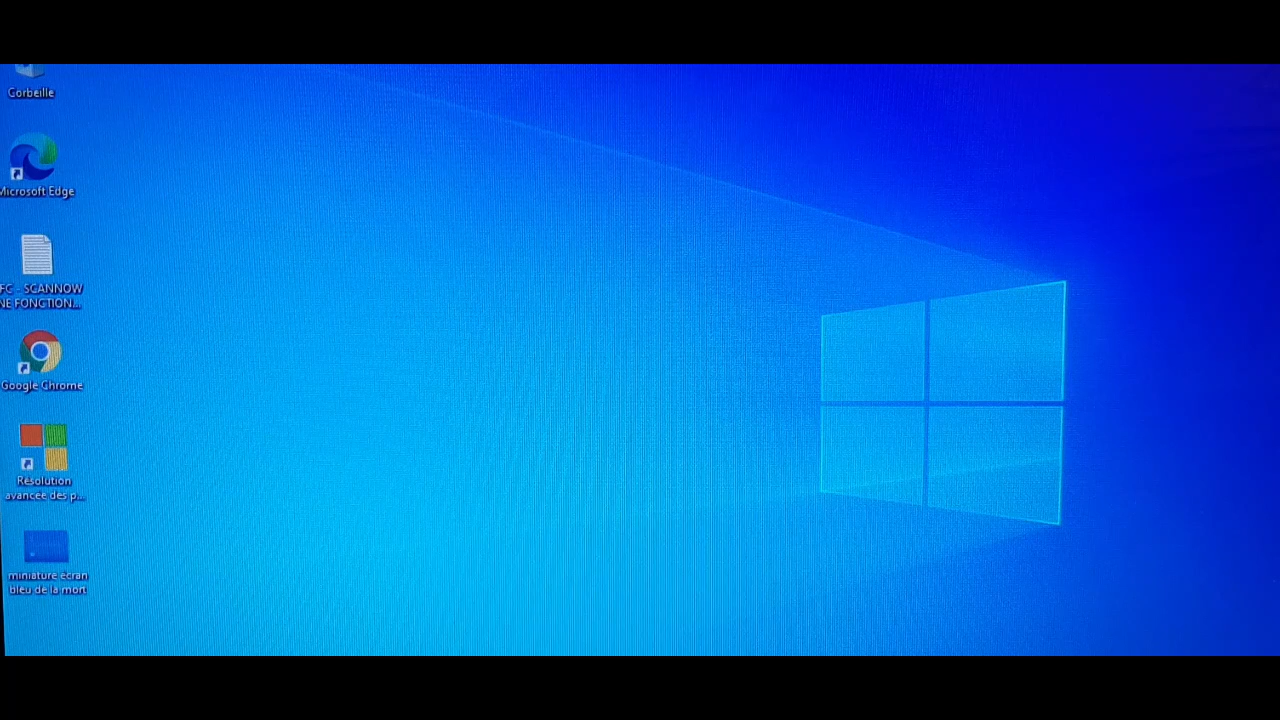 Corbeille
Microsoft Edge
FC - SCANNOW
NE FONCTION...
Google Chrome
Résolution
avancée des p...
miniature écran
bleu de la mort